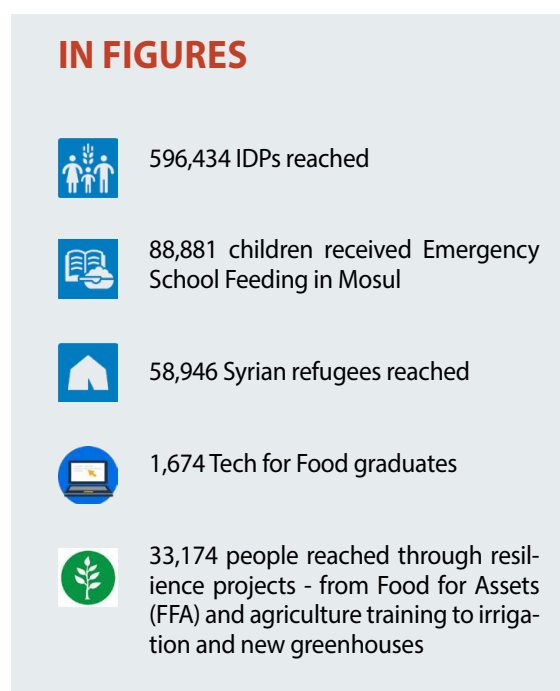 IN FIGURES
596,434 IDPs reached
88,881 children received Emergency
School Feeding in Mosul
58,946 Syrian refugees reached
1,674 Tech for Food graduates
33,174 people reached through resil-
ience projects - from Food for Assets
(FFA) and agriculture training to irriga-
tion and new greenhouses